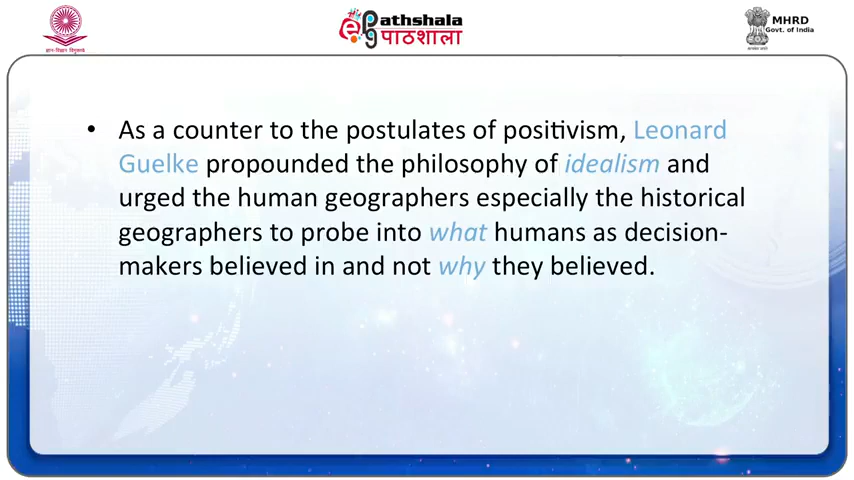 ePathshala
पाठशाला
MHRD
Govt. of India
• As a counter to the postulates of positivism, Leonard
Guelke propounded the philosophy of idealism and
urged the human geographers especially the historical
geographers to probe into what humans as decision-
makers believed in and not why they believed.